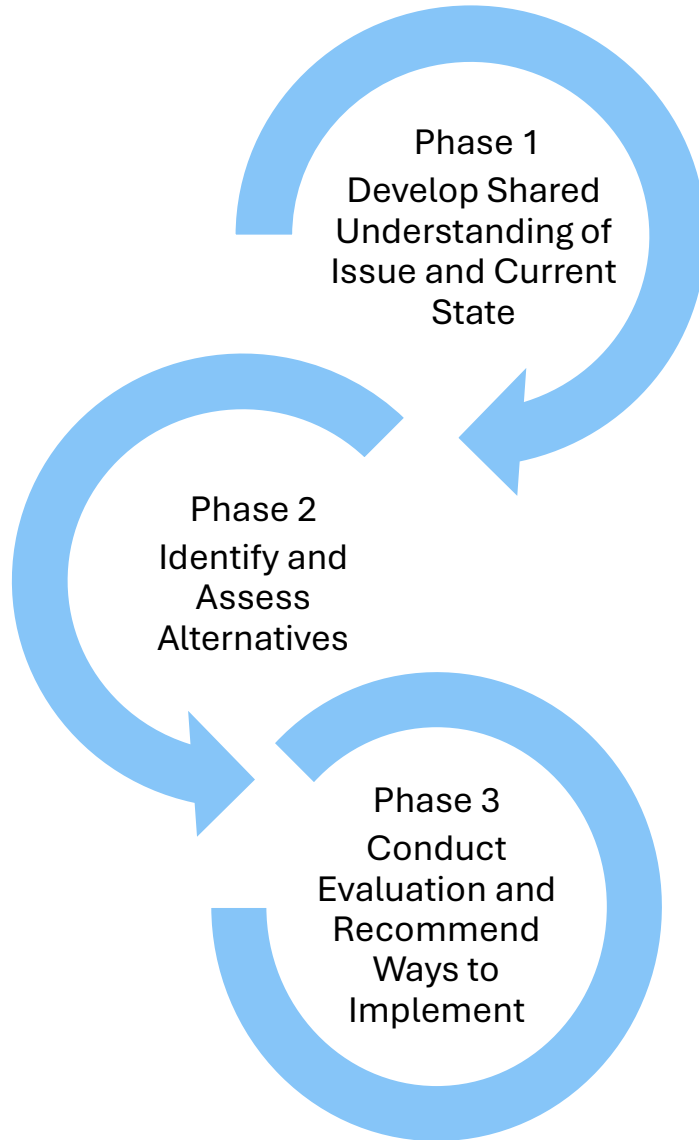 Phase 1
Develop Shared
Understanding of
Issue and Current
State
Phase 2
Identify and
Assess
Alternatives
Phase 3
Conduct
Evaluation and
Recommend
Ways to
Implement